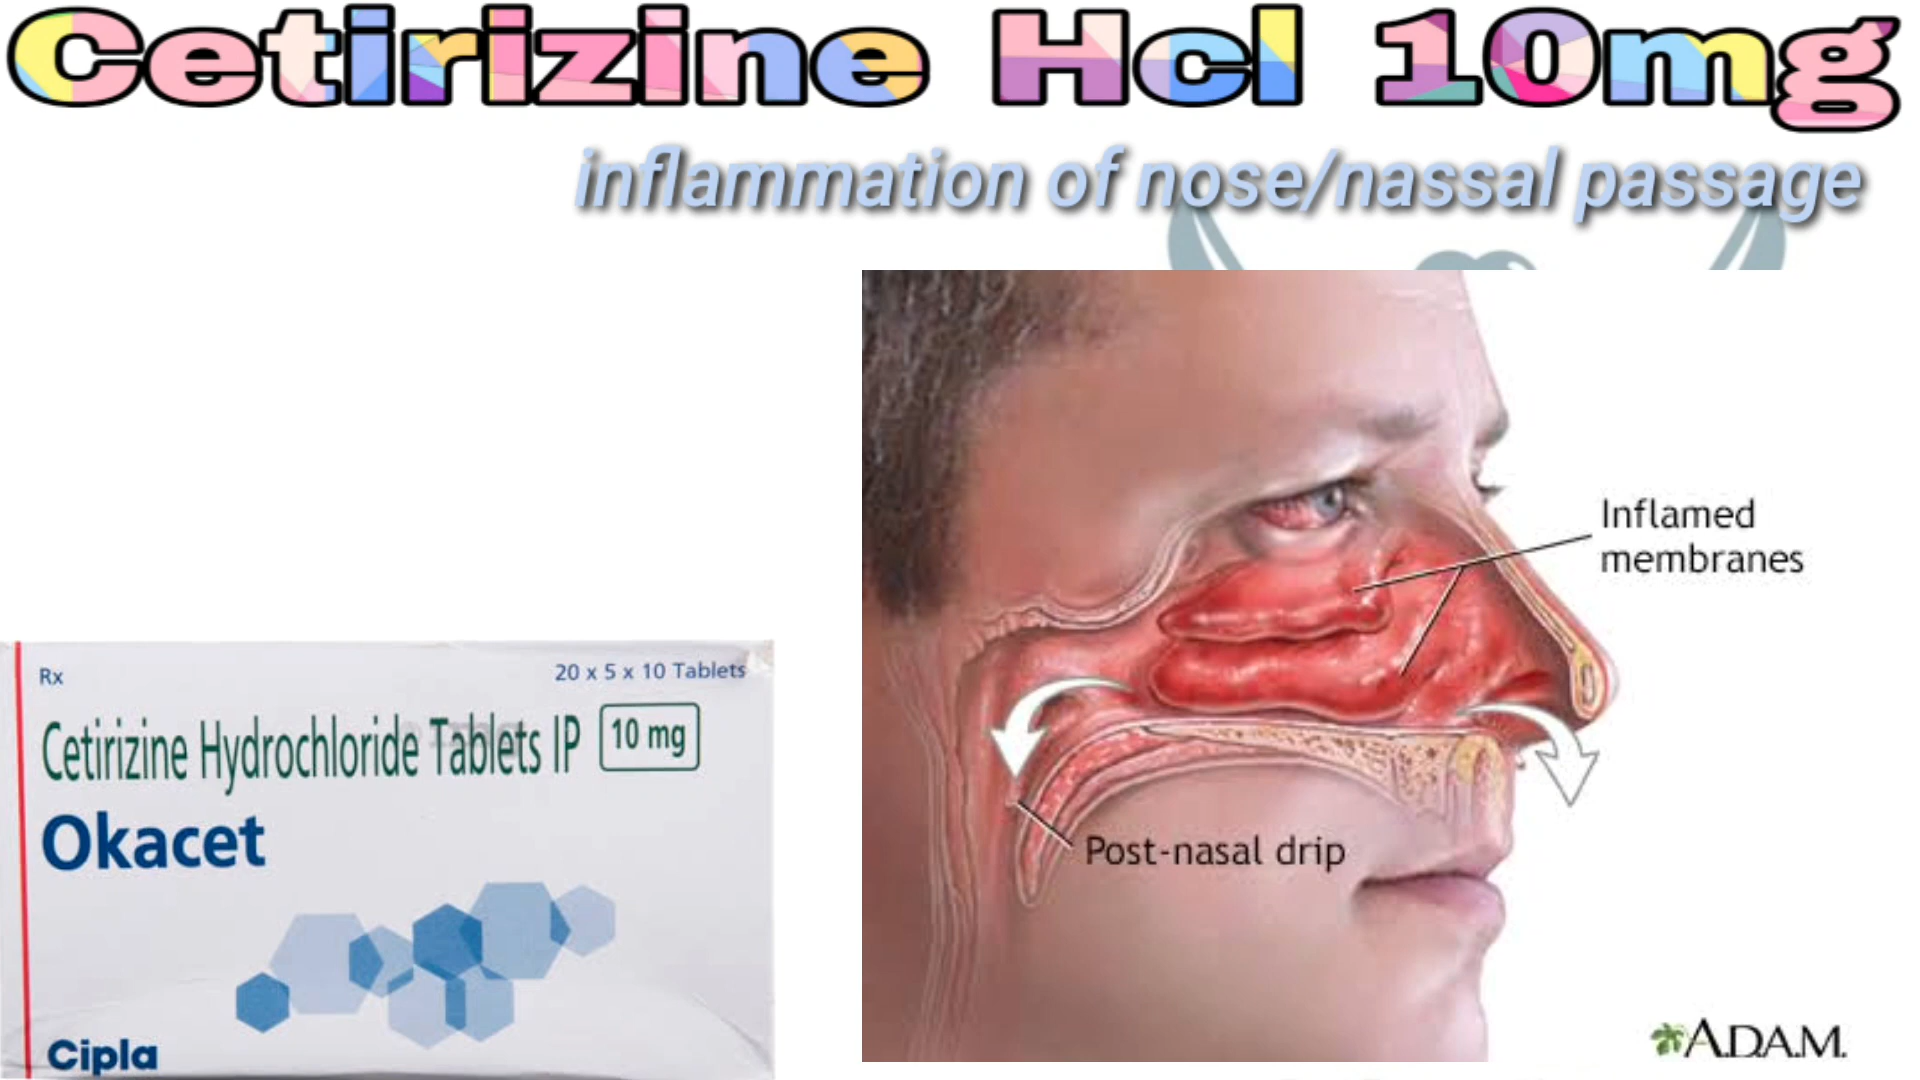 Cetirizine Hcl 10mg
inflammation of nose/nassal passage
Inflamed
membranes
Post-nasal drip
A.D.A.M.
Rx
20 x 5 x 10 Tablets
Cetirizine Hydrochloride Tablets IP 10 mg
Okacet
Cipla